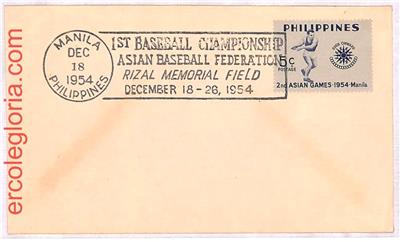 ercolegloria.com
MANILA
DEC
18
1954
PHILIPPINES
1ST BASEBALL CHAMPIONSHIP
ASIAN BASEBALL FEDERATION
RIZAL MEMORIAL FIELD
DECEMBER 18 - 26, 1954
PHILIPPINES
5c
POSTAGE
2nd ASIAN GAMES · 1954 · Manila